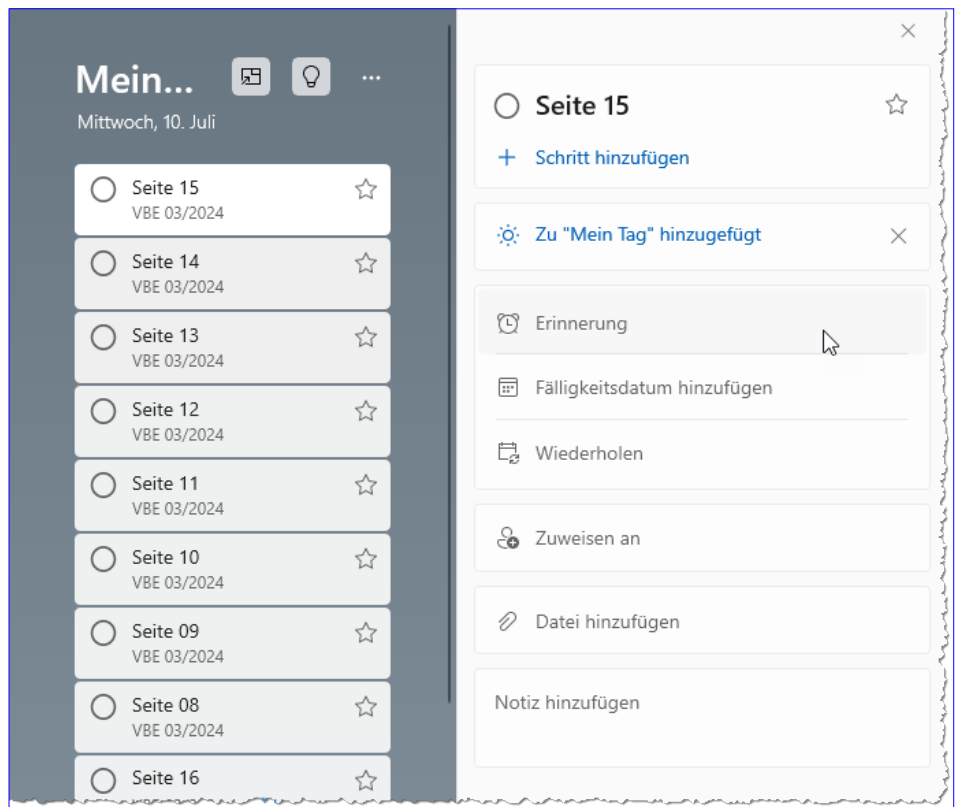 Mein...
Mittwoch, 10. Juli
Seite 15
VBE 03/2024
Seite 14
VBE 03/2024
Seite 13
VBE 03/2024
Seite 12
VBE 03/2024
Seite 11
VBE 03/2024
Seite 10
VBE 03/2024
Seite 09
VBE 03/2024
Seite 08
VBE 03/2024
Seite 16
Seite 15
Schritt hinzufügen
Zu "Mein Tag" hinzugefügt
Erinnerung
Fälligkeitsdatum hinzufügen
Wiederholen
Zuweisen an
Datei hinzufügen
Notiz hinzufügen